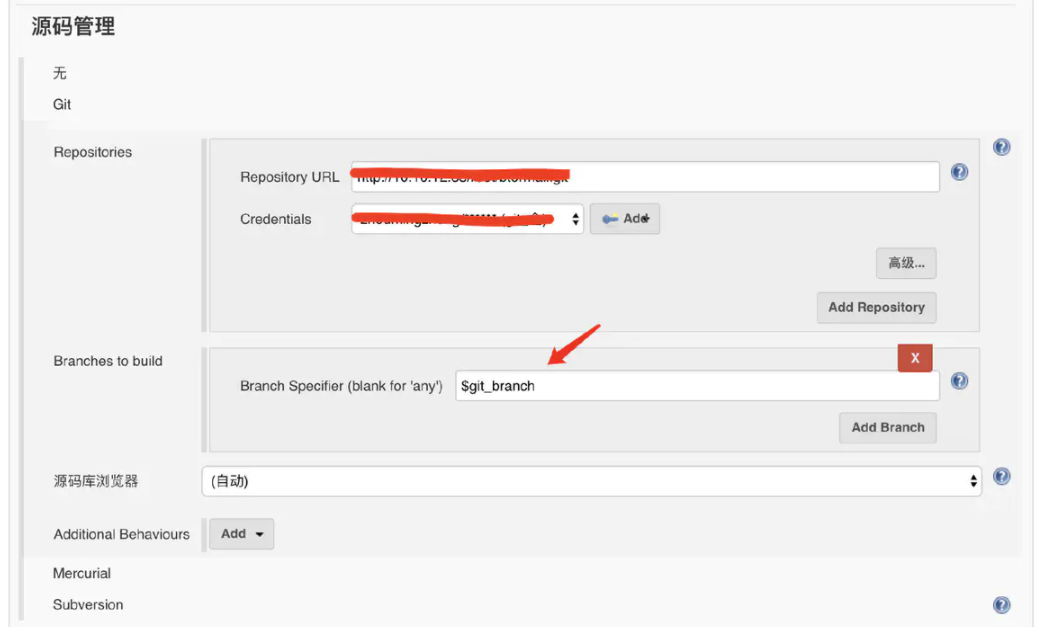 源码管理
无
Git
Repositories
Repository URL
Credentials
Add
高级...
Add Repository
Branches to build
X
Branch Specifier (blank for 'any')
$git_branch
Add Branch
源码库浏览器
(自动)
Additional Behaviours
Add
Mercurial
Subversion